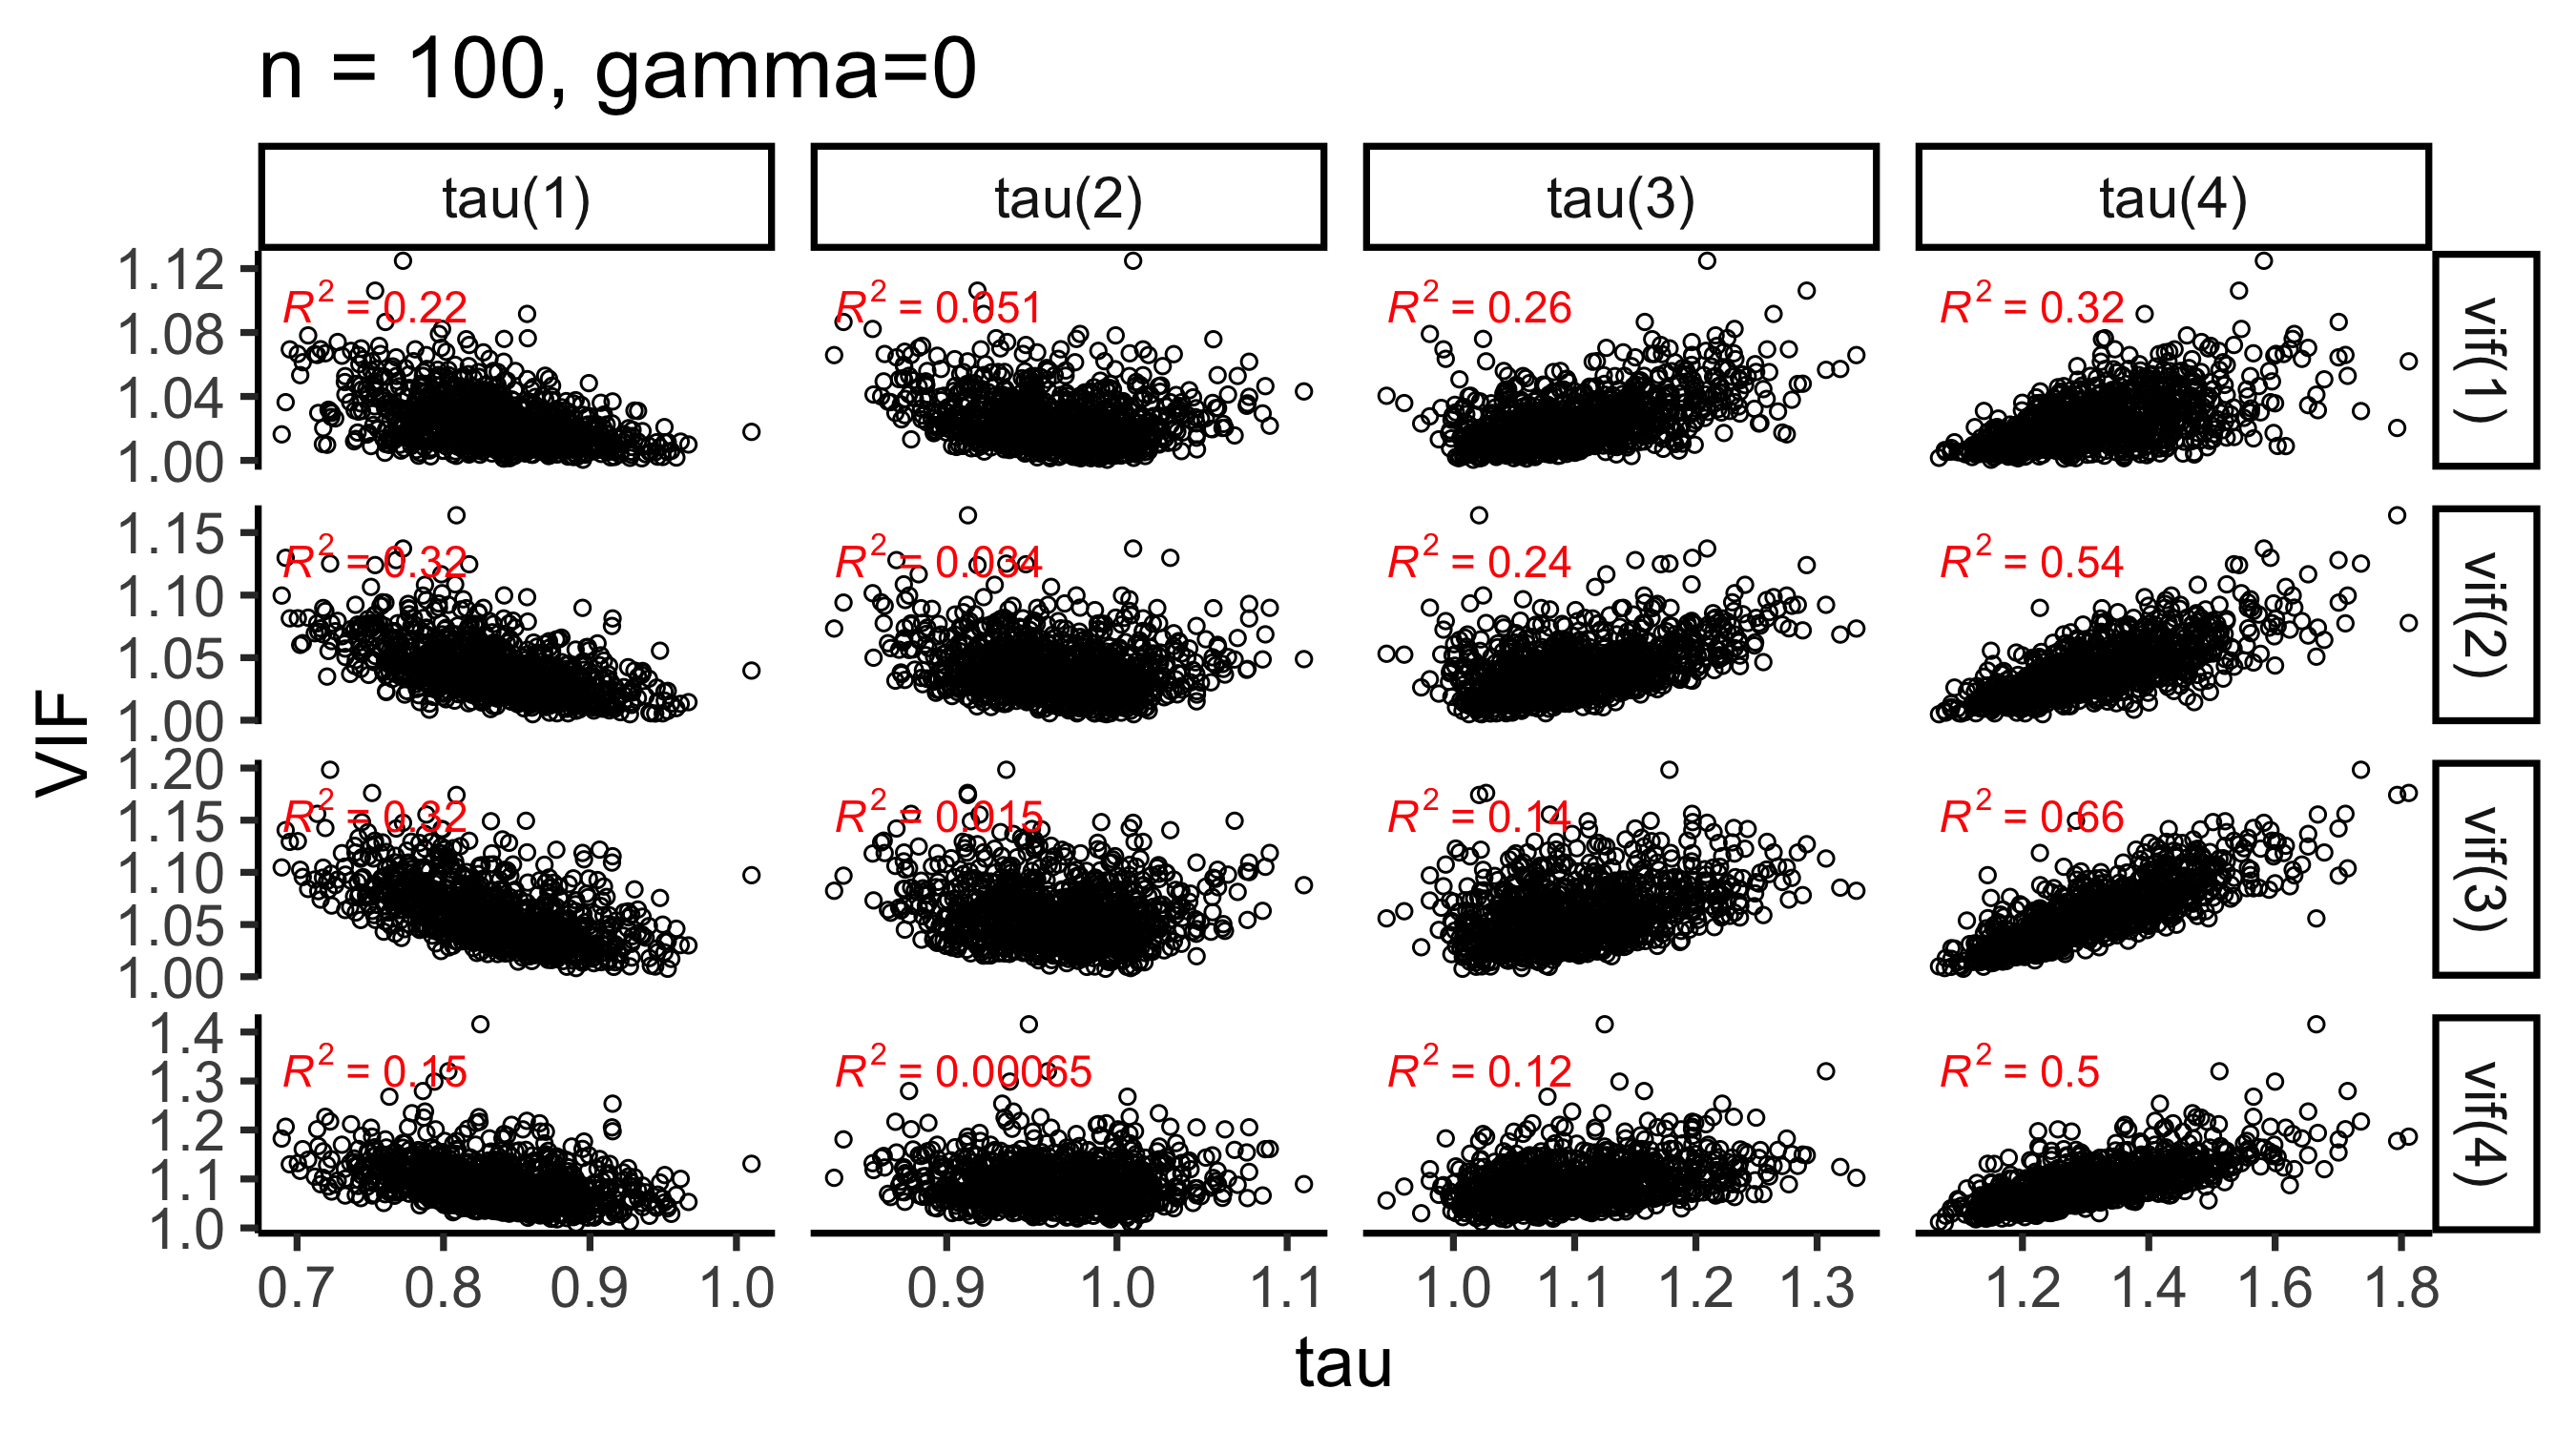 n = 100, gamma=0
tau(1) tau(2) tau(3) tau(4)
1.12
1.08
1.04
1.00
R² = 0.22 R² = 0.051 R² = 0.26 R² = 0.32
vif(1)
1.15
1.10
1.05
1.00
R² = 0.32 R² = 0.034 R² = 0.24 R² = 0.54
vif(2)
VIF
1.20
1.15
1.10
1.05
1.00
R² = 0.32 R² = 0.015 R² = 0.14 R² = 0.66
vif(3)
1.4
1.3
1.2
1.1
1.0
R² = 0.15 R² = 0.00065 R² = 0.12 R² = 0.5
vif(4)
0.7 0.8 0.9 1.0 0.9 1.0 1.1 1.0 1.1 1.2 1.3 1.2 1.4 1.6 1.8
tau